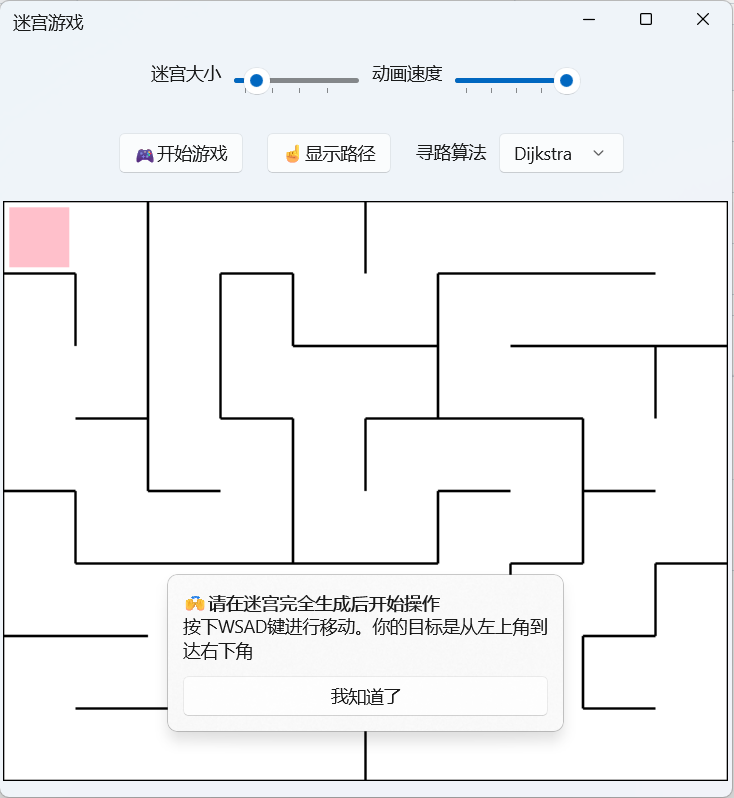 迷宫游戏
迷宫大小
动画速度
开始游戏
显示路径
寻路算法
Dijkstra
请在迷宫完全生成后开始操作
按下WSAD键进行移动。你的目标是从左上角到
达右下角
我知道了